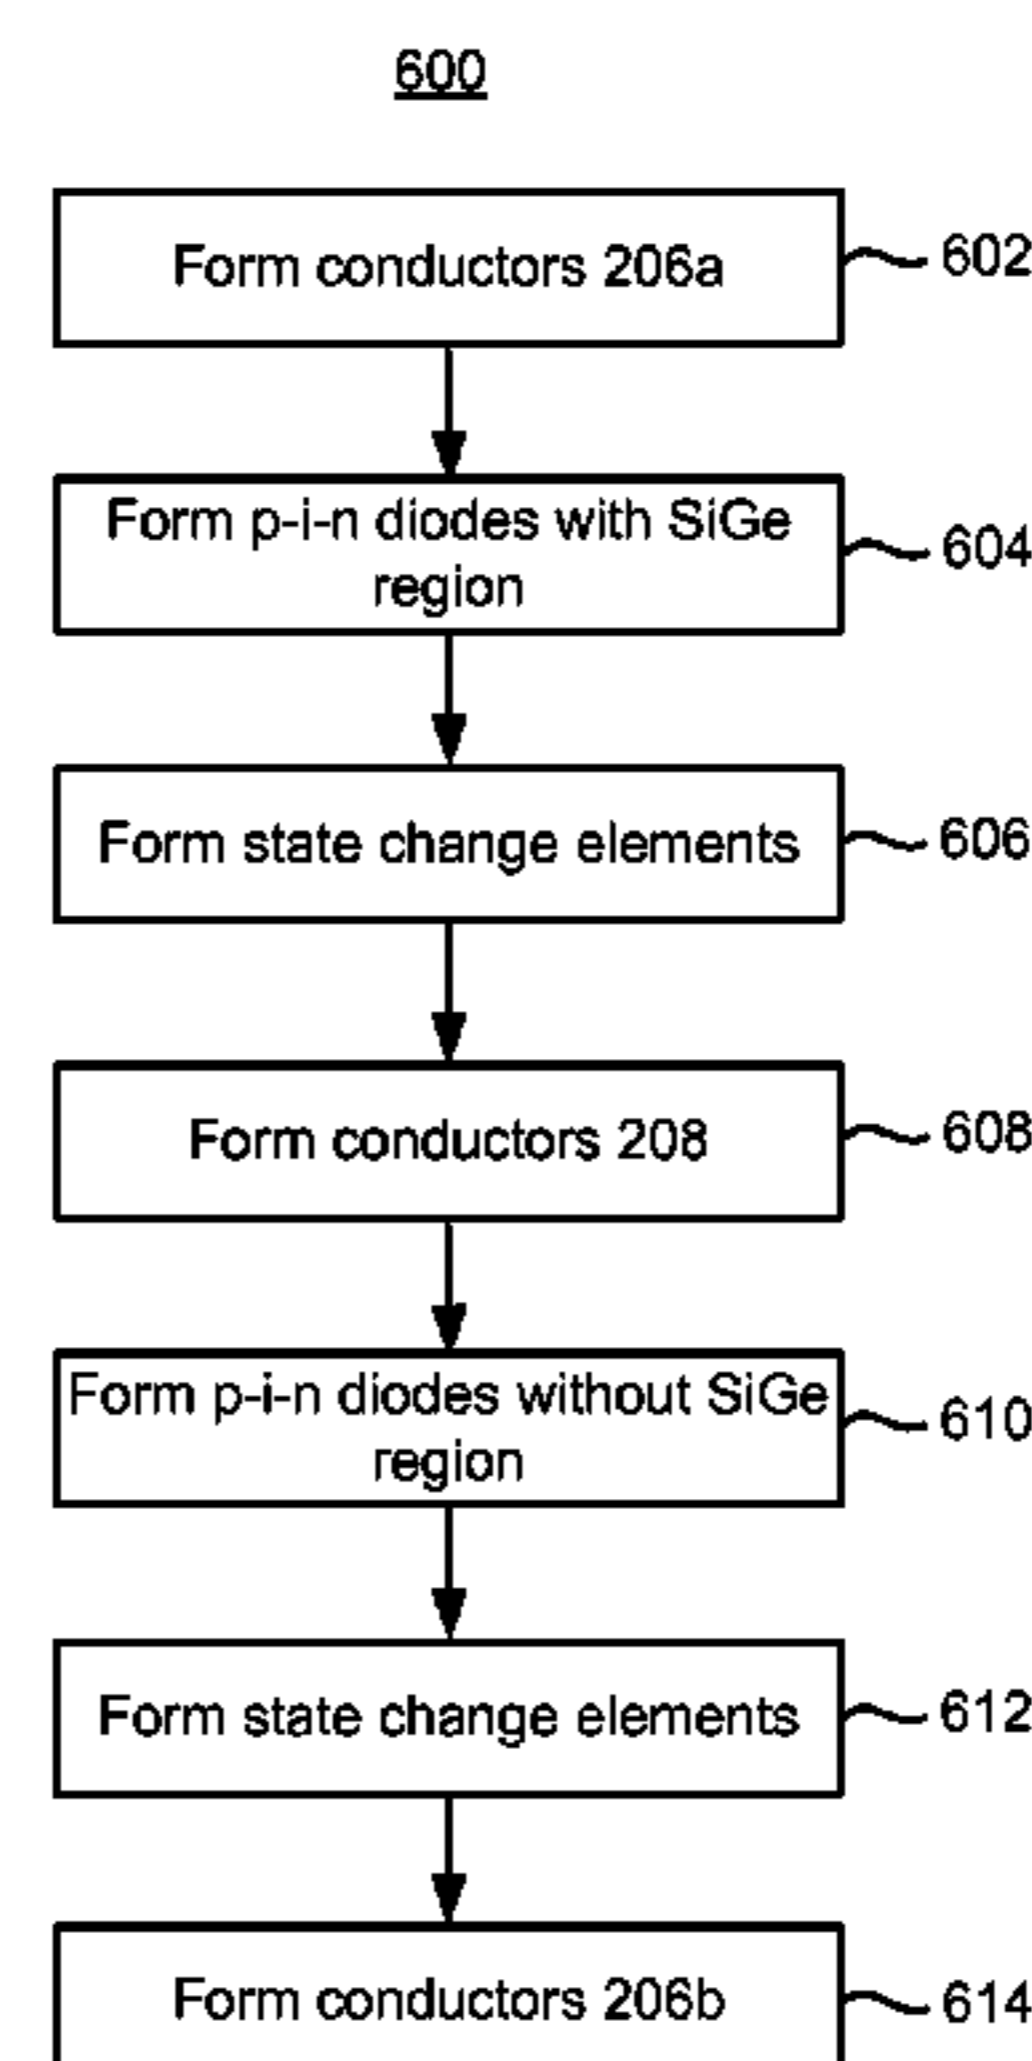 600
Form conductors 206a
602
Form p-i-n diodes with SiGe
region
604
Form state change elements
606
Form conductors 208
608
Form p-i-n diodes without SiGe
region
610
Form state change elements
612
Form conductors 206b
614